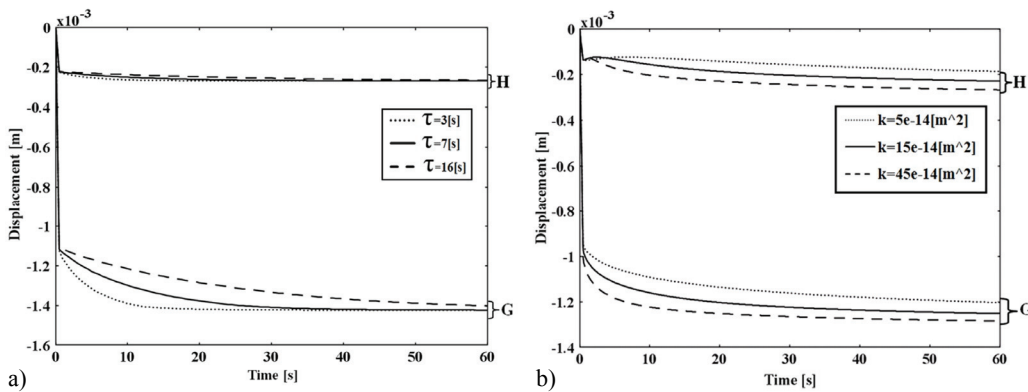 x10⁻³
0
-0.2
-0.4
-0.6
-0.8
-1
-1.2
-1.4
-1.6
Displacement [m]
0 10 20 30 40 50 60
Time [s]
τ=3[s]
τ=7[s]
τ=16[s]
H
G
a)
x10⁻³
0
-0.2
-0.4
-0.6
-0.8
-1
-1.2
-1.4
Displacement [m]
0 10 20 30 40 50 60
Time [s]
k=5e-14[m^2]
k=15e-14[m^2]
k=45e-14[m^2]
H
G
b)